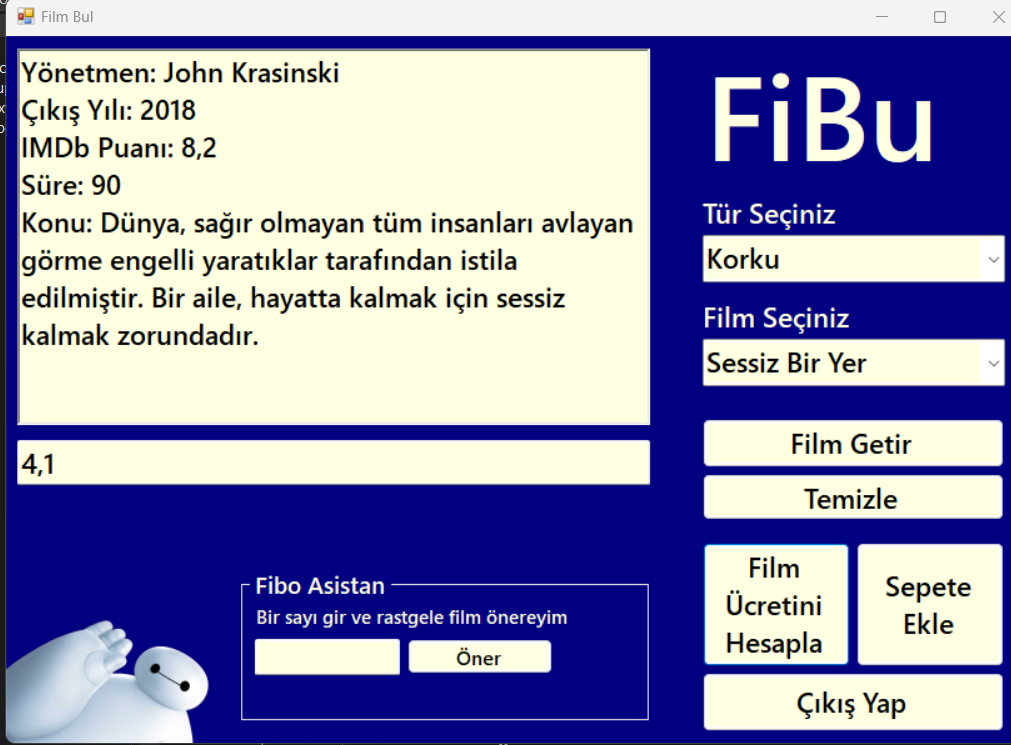 Film Bul
Yönetmen: John Krasinski
Çıkış Yılı: 2018
IMDb Puanı: 8,2
Süre: 90
Konu: Dünya, sağır olmayan tüm insanları avlayan
görme engelli yaratıklar tarafından istila
edilmiştir. Bir aile, hayatta kalmak için sessiz
kalmak zorundadır.
4,1
FiBu
Tür Seçiniz
Korku
Film Seçiniz
Sessiz Bir Yer
Film Getir
Temizle
Film
Ücretini
Hesapla
Sepete
Ekle
Çıkış Yap
Fibo Asistan
Bir sayı gir ve rastgele film önereyim
Öner